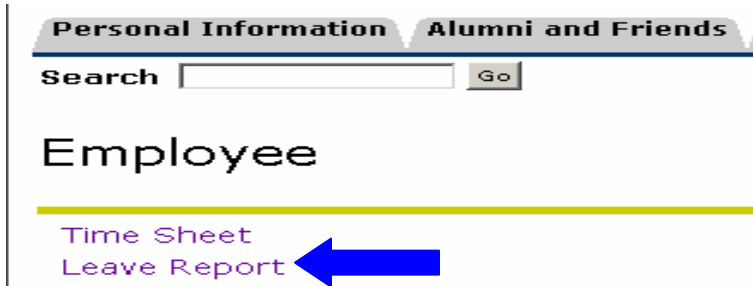 Personal Information Alumni and Friends
Search Go
Employee
Time Sheet
Leave Report